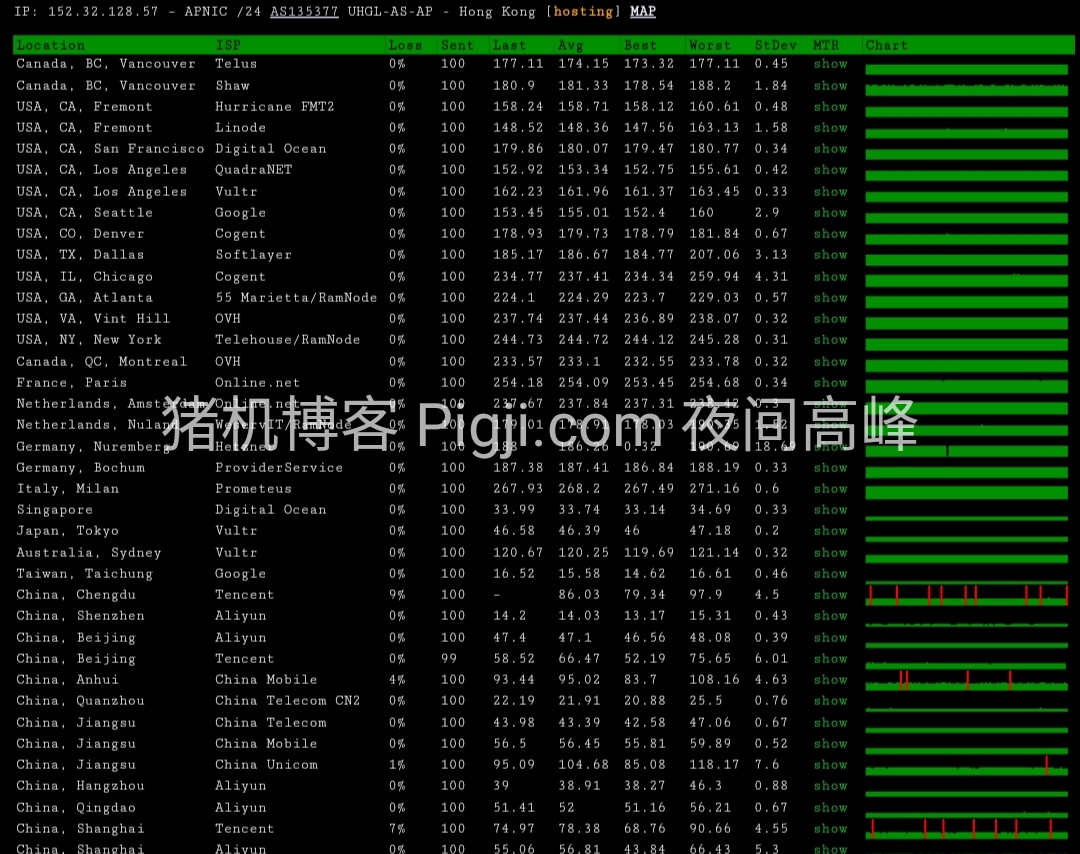 IP: 152.32.128.57 – APNIC /24 AS135377 UHGL-AS-AP - Hong Kong [hosting] MAP
Location ISP Loss Sent Last Avg Best Worst StDev MTR Chart
Canada, BC, Vancouver Telus 0% 100 177.11 174.15 173.32 177.11 0.45 show
Canada, BC, Vancouver Shaw 0% 100 180.9 181.33 178.54 188.2 1.84 show
USA, CA, Fremont Hurricane FMT2 0% 100 158.24 158.71 158.12 160.61 0.48 show
USA, CA, Fremont Linode 0% 100 148.52 148.36 147.56 163.13 1.58 show
USA, CA, San Francisco Digital Ocean 0% 100 179.86 180.07 179.47 180.77 0.34 show
USA, CA, Los Angeles QuadraNET 0% 100 152.92 153.34 152.75 155.61 0.42 show
USA, CA, Los Angeles Vultr 0% 100 162.23 161.96 161.37 163.45 0.33 show
USA, CA, Seattle Google 0% 100 153.45 155.01 152.4 160 2.9 show
USA, CO, Denver Cogent 0% 100 178.93 179.73 178.79 181.84 0.67 show
USA, TX, Dallas Softlayer 0% 100 185.17 186.67 184.77 207.06 3.13 show
USA, IL, Chicago Cogent 0% 100 234.77 237.41 234.34 259.94 4.31 show
USA, GA, Atlanta 55 Marietta/RamNode 0% 100 224.1 224.29 223.7 229.03 0.57 show
USA, VA, Vint Hill OVH 0% 100 237.74 237.44 236.89 238.07 0.32 show
USA, NY, New York Telehouse/RamNode 0% 100 244.73 244.72 244.12 245.28 0.31 show
Canada, QC, Montreal OVH 0% 100 233.57 233.1 232.55 233.78 0.32 show
France, Paris Online.net 0% 100 254.18 254.09 253.45 254.68 0.34 show
Netherlands, Amsterdam Online.net 0% 100 237.67 237.84 237.31 show
Netherlands, 0% 100 show
猪机博客 Pigji.com 夜间高峰
Germany, Nuremberg 0% 100 show
Germany, Bochum ProviderService 0% 100 187.38 187.41 186.84 188.19 0.33 show
Italy, Milan Prometeus 0% 100 267.93 268.2 267.49 271.16 0.6 show
Singapore Digital Ocean 0% 100 33.99 33.74 33.14 34.69 0.33 show
Japan, Tokyo Vultr 0% 100 46.58 46.39 46 47.18 0.2 show
Australia, Sydney Vultr 0% 100 120.67 120.25 119.69 121.14 0.32 show
Taiwan, Taichung Google 0% 100 16.52 15.58 14.62 16.61 0.46 show
China, Chengdu Tencent 9% 100 – 86.03 79.34 97.9 4.5 show
China, Shenzhen Aliyun 0% 100 14.2 14.03 13.17 15.31 0.43 show
China, Beijing Aliyun 0% 100 47.4 47.1 46.56 48.08 0.39 show
China, Beijing Tencent 0% 99 58.52 66.47 52.19 75.65 6.01 show
China, Anhui China Mobile 4% 100 93.44 95.02 83.7 108.16 4.63 show
China, Quanzhou China Telecom CN2 0% 100 22.19 21.91 20.88 25.5 0.76 show
China, Jiangsu China Telecom 0% 100 43.98 43.39 42.58 47.06 0.67 show
China, Jiangsu China Mobile 0% 100 56.5 56.45 55.81 59.89 0.52 show
China, Jiangsu China Unicom 1% 100 95.09 104.68 85.08 118.17 7.6 show
China, Hangzhou Aliyun 0% 100 39 38.91 38.27 46.3 0.88 show
China, Qingdao Aliyun 0% 100 51.41 52 51.16 56.21 0.67 show
China, Shanghai Tencent 7% 100 74.97 78.38 68.76 90.66 4.55 show
China, Shanghai Aliyun 0% 100 55.06 56.81 43.84 66.43 5.3 show